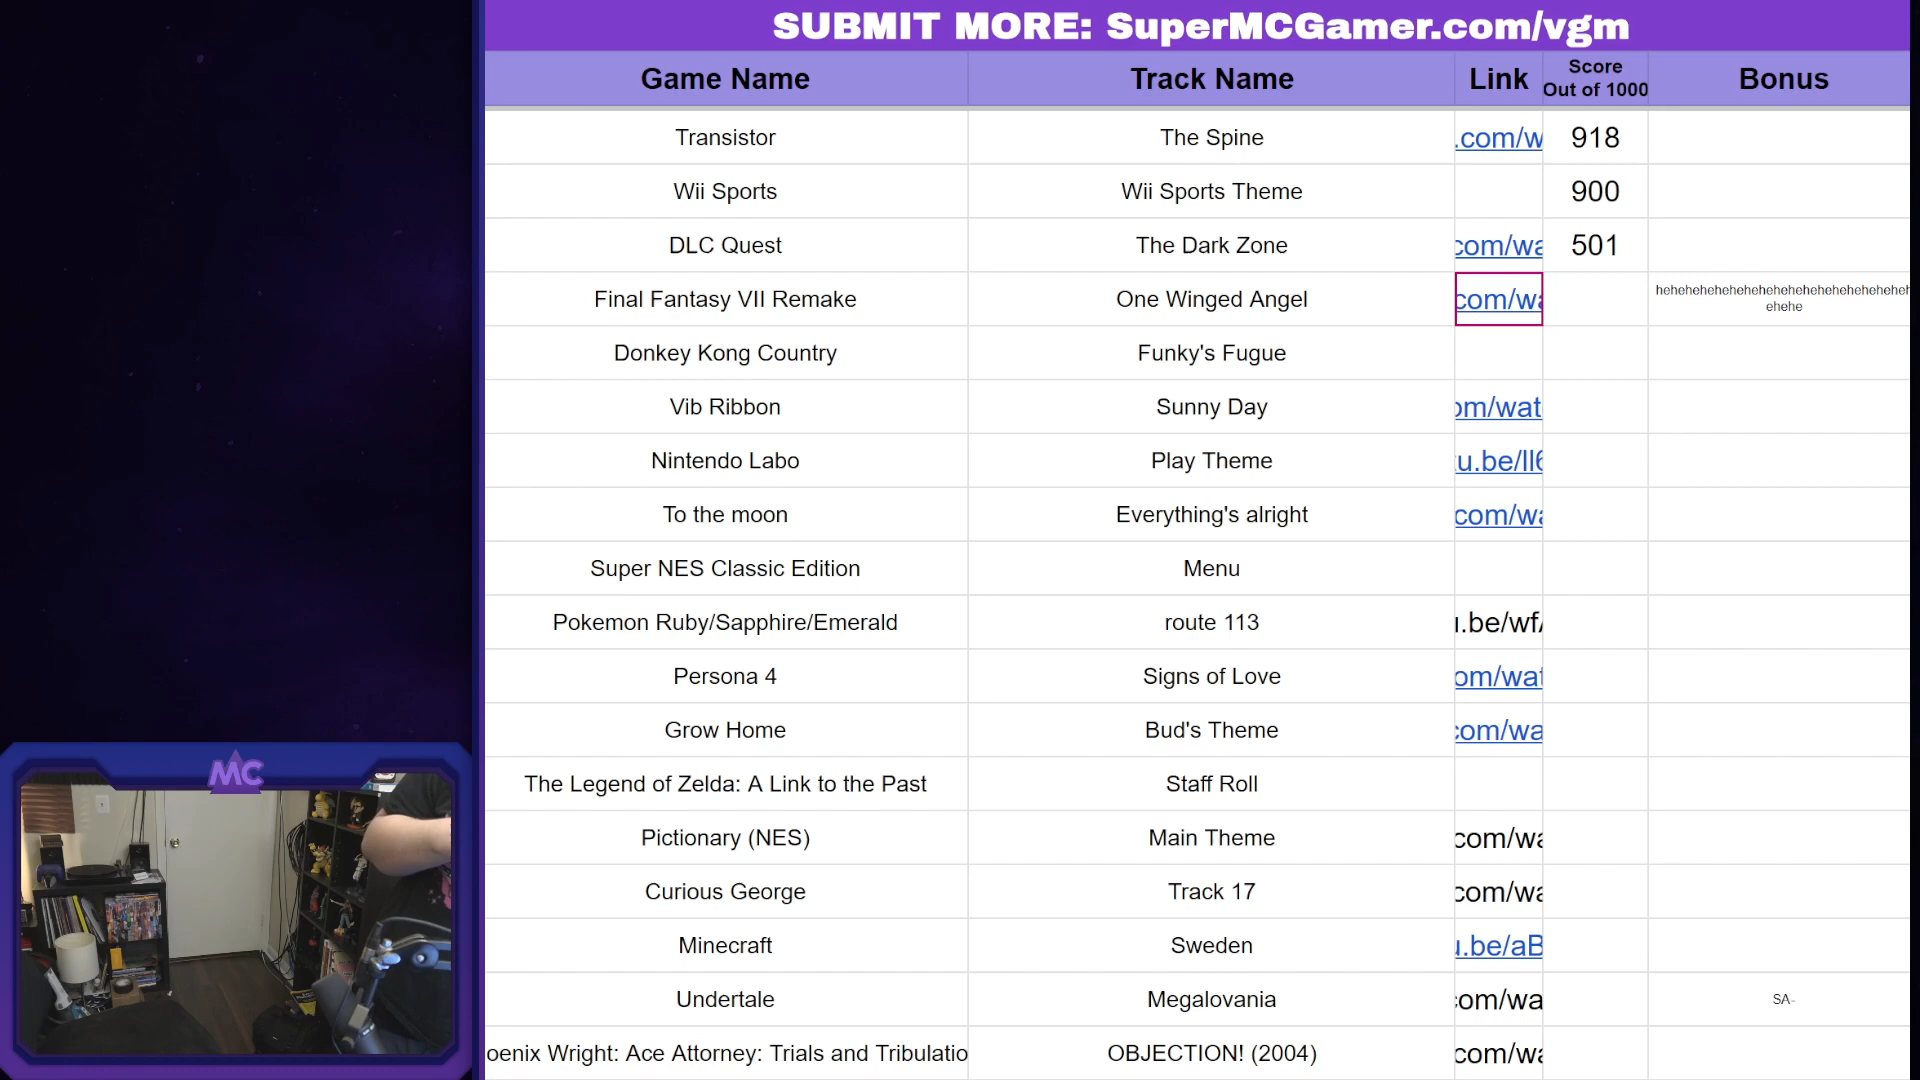 SUBMIT MORE: SuperMCGamer.com/vgm
Game Name Track Name Link Score Out of 1000 Bonus
Transistor The Spine .com/w 918
Wii Sports Wii Sports Theme 900
DLC Quest The Dark Zone com/wa 501
Final Fantasy VII Remake One Winged Angel com/wa hehehehehehehehehehehehehehehehehehe
ehehe
Donkey Kong Country Funky's Fugue
Vib Ribbon Sunny Day om/wat
Nintendo Labo Play Theme u.be/ll6
To the moon Everything's alright com/wa
Super NES Classic Edition Menu
Pokemon Ruby/Sapphire/Emerald route 113 u.be/wfA
Persona 4 Signs of Love om/wat
Grow Home Bud's Theme com/wa
The Legend of Zelda: A Link to the Past Staff Roll
Pictionary (NES) Main Theme com/wa
Curious George Track 17 com/wa
Minecraft Sweden u.be/aB
Undertale Megalovania com/wa SA-
oenix Wright: Ace Attorney: Trials and Tribulatio OBJECTION! (2004) com/wa
MC